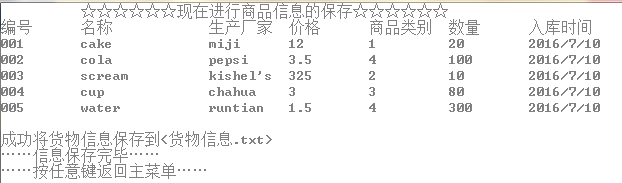 ☆☆☆☆☆☆现在进行商品信息的保存☆☆☆☆☆☆
编号 名称 生产厂家 价格 商品类别 数量 入库时间
001 cake miji 12 1 20 2016/7/10
002 cola pepsi 3.5 4 100 2016/7/10
003 scream kishel's 325 2 10 2016/7/10
004 cup chahua 3 3 80 2016/7/10
005 water runtian 1.5 4 300 2016/7/10
成功将货物信息保存到<货物信息.txt>
……信息保存完毕……
……按任意键返回主菜单……